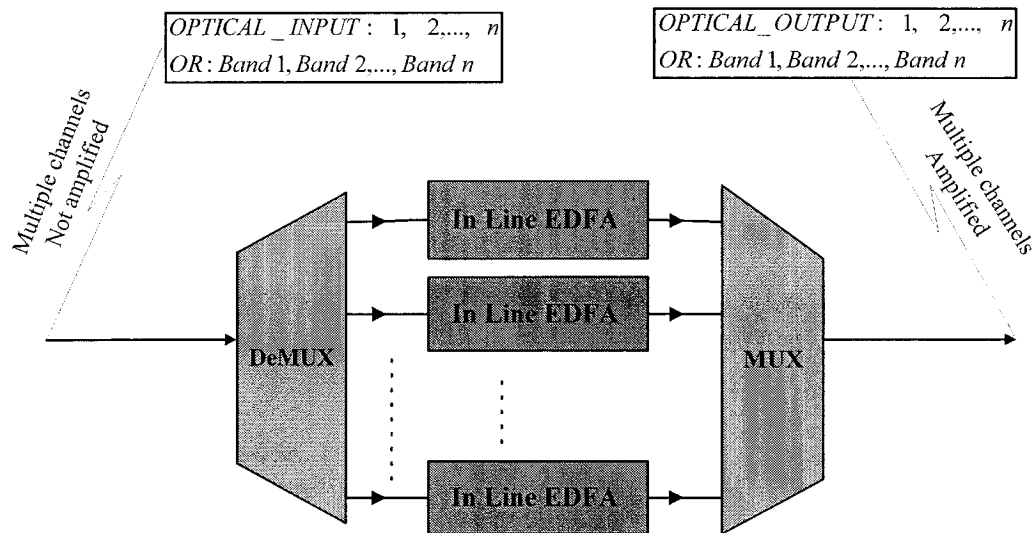 OPTICAL_INPUT: 1, 2,..., n
OR: Band 1, Band 2,..., Band n
OPTICAL_OUTPUT: 1, 2,..., n
OR: Band 1, Band 2,..., Band n
Multiple channels
Not amplified
Multiple channels
Amplified
In Line EDFA
In Line EDFA
DeMUX
MUX
In Line EDFA